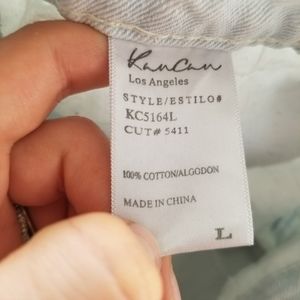 KanCan
Los Angeles
STYLE/ESTILO#
KC5164L
CUT# 5411
100% COTTON/ALGODON
MADE IN CHINA
L